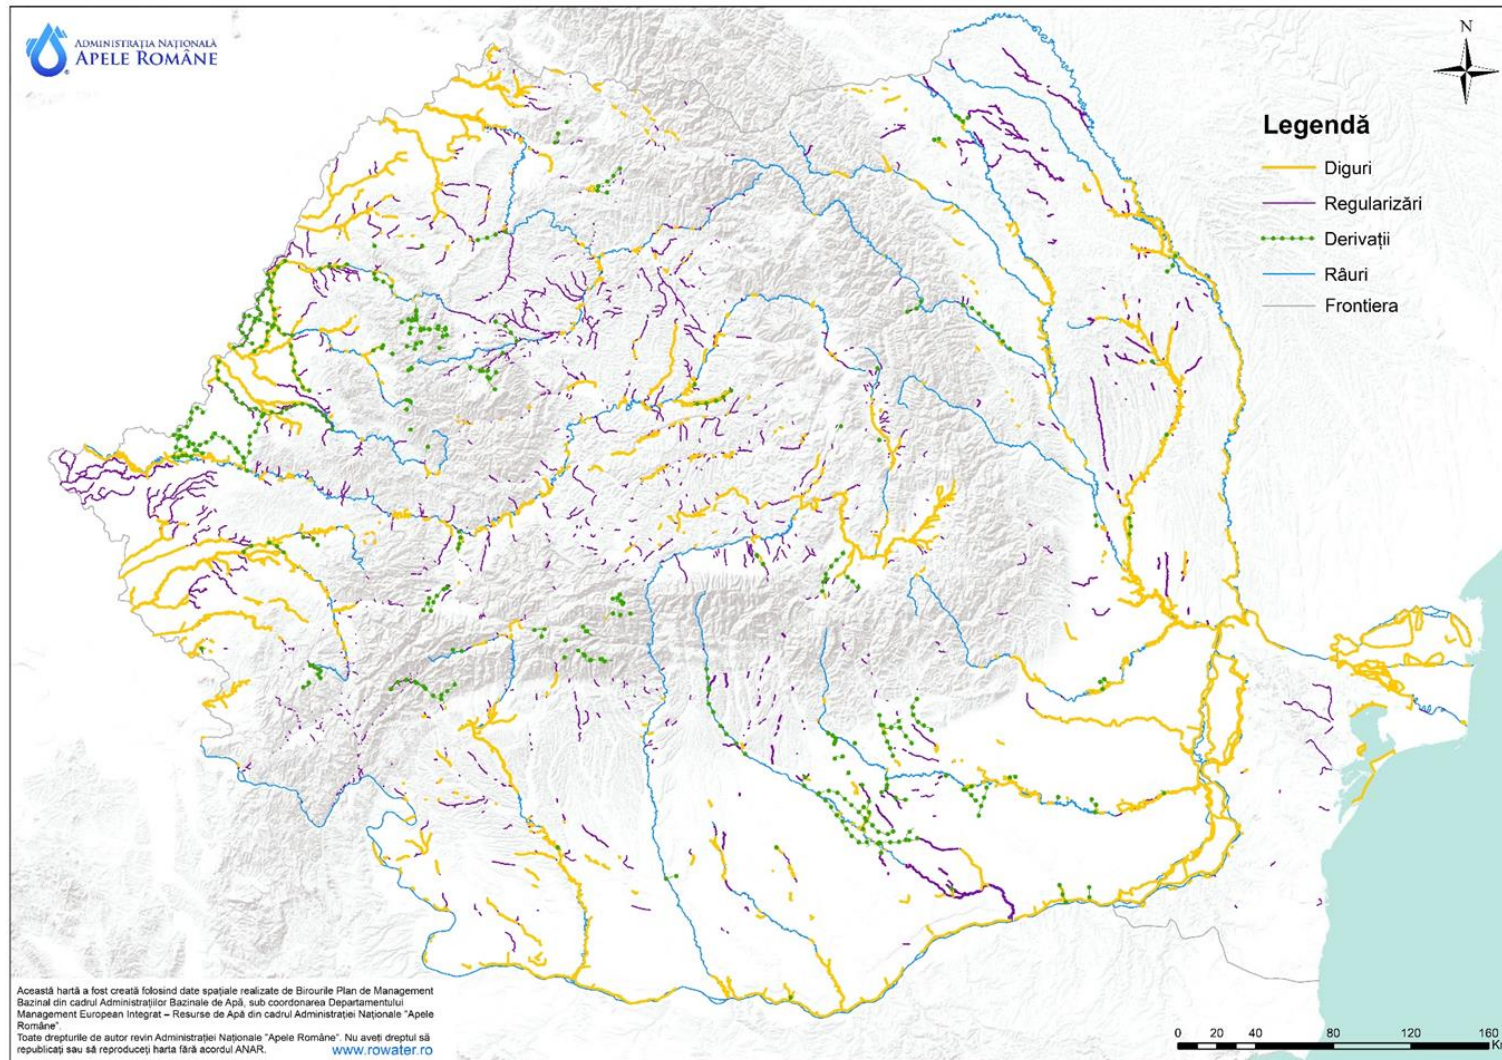 ADMINISTRAȚIA NAȚIONALĂ
APELE ROMÂNE
N
Legendă
Diguri
Regularizări
Derivații
Râuri
Frontiera
Această hartă a fost creată folosind date spațiale realizate de Birourile Plan de Management
Bazinal din cadrul Administrațiilor Bazinale de Apă, sub coordonarea Departamentului
Management European Integrat – Resurse de Apă din cadrul Administrației Naționale "Apele
Române".
Toate drepturile de autor revin Administrației Naționale "Apele Române". Nu aveți dreptul să
republicați sau să reproduceți harta fără acordul ANAR.
www.rowater.ro
0 20 40 80 120 160
K